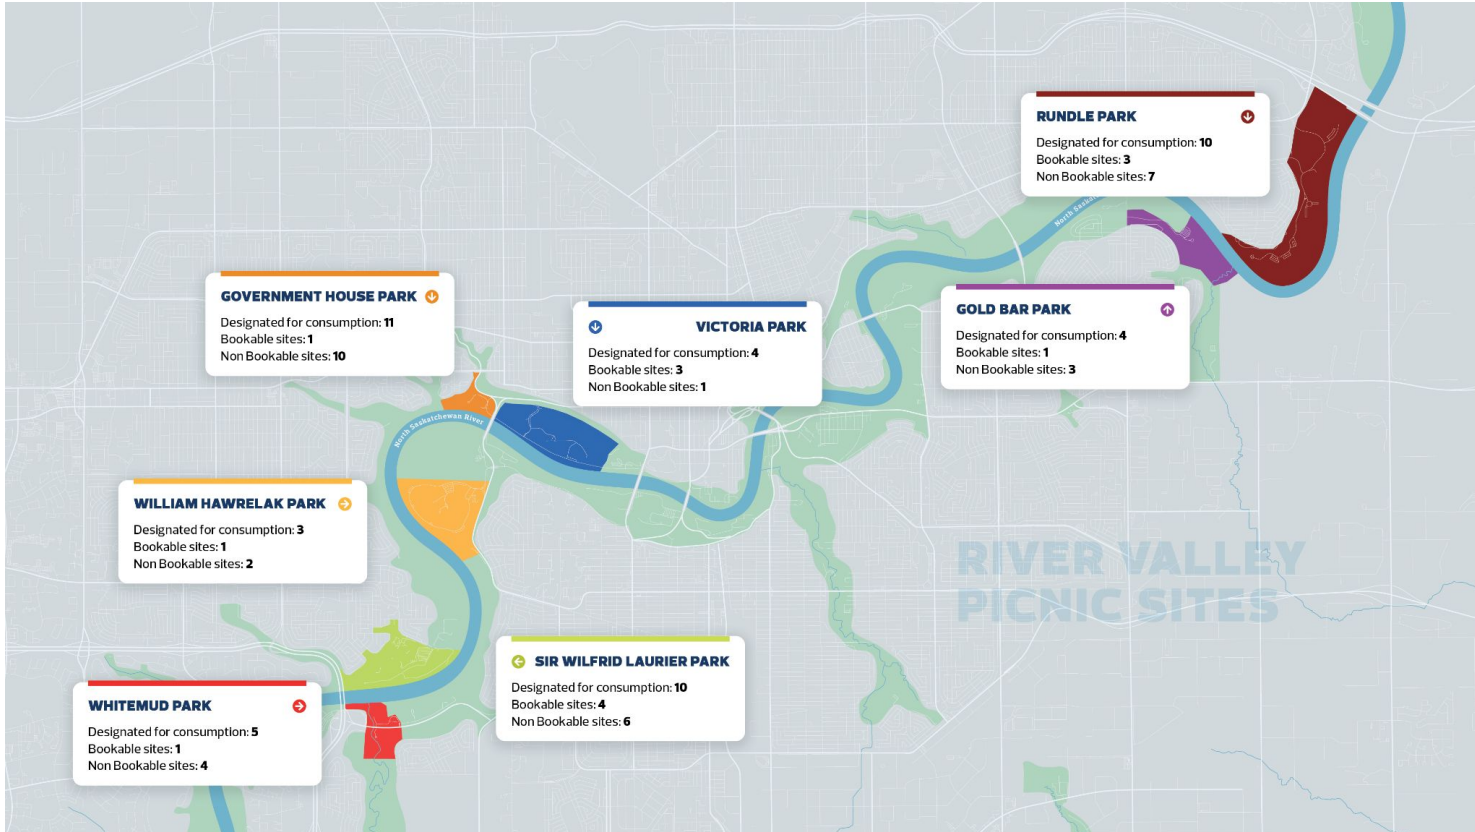 RUNDLE PARK
Designated for consumption: 10
Bookable sites: 3
Non Bookable sites: 7
North Saska
GOVERNMENT HOUSE PARK
Designated for consumption: 11
Bookable sites: 1
Non Bookable sites: 10
VICTORIA PARK
Designated for consumption: 4
Bookable sites: 3
Non Bookable sites: 1
GOLD BAR PARK
Designated for consumption: 4
Bookable sites: 1
Non Bookable sites: 3
North Saskatchewan River
WILLIAM HAWRELAK PARK
Designated for consumption: 3
Bookable sites: 1
Non Bookable sites: 2
RIVER VALLEY
PICNIC SITES
SIR WILFRID LAURIER PARK
Designated for consumption: 10
Bookable sites: 4
Non Bookable sites: 6
WHITEMUD PARK
Designated for consumption: 5
Bookable sites: 1
Non Bookable sites: 4